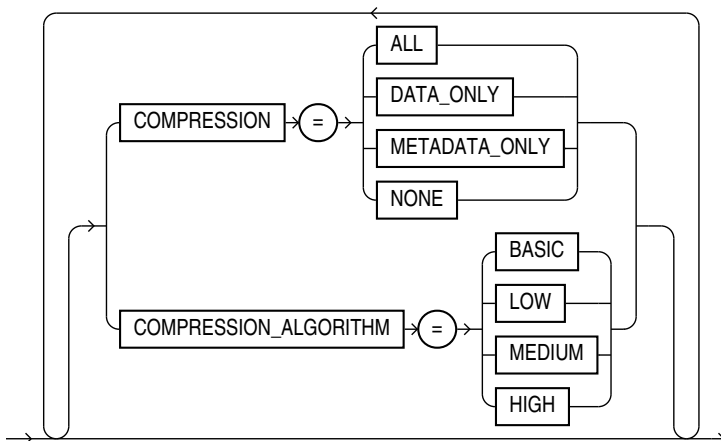 ALL
DATA_ONLY
COMPRESSION =
METADATA_ONLY
NONE
BASIC
LOW
COMPRESSION_ALGORITHM =
MEDIUM
HIGH